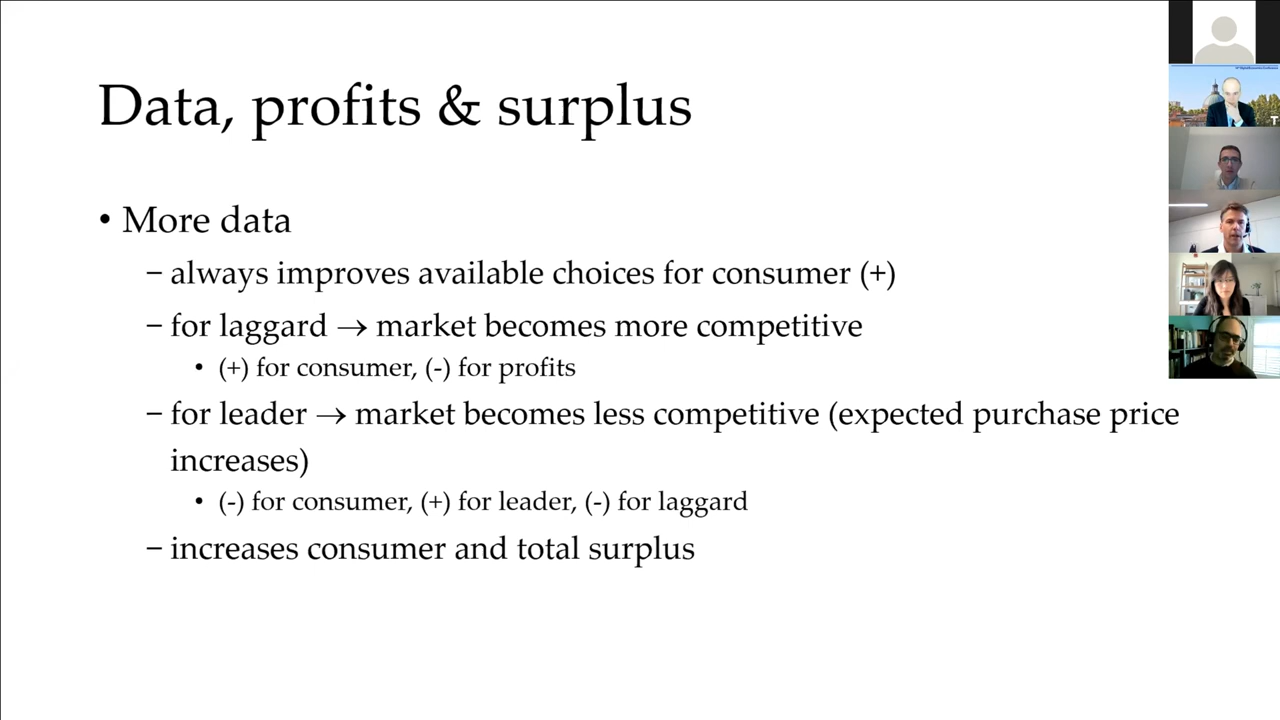 Data, profits & surplus
• More data
– always improves available choices for consumer (+)
– for laggard → market becomes more competitive
• (+) for consumer, (-) for profits
– for leader → market becomes less competitive (expected purchase price
increases)
• (-) for consumer, (+) for leader, (-) for laggard
– increases consumer and total surplus
T